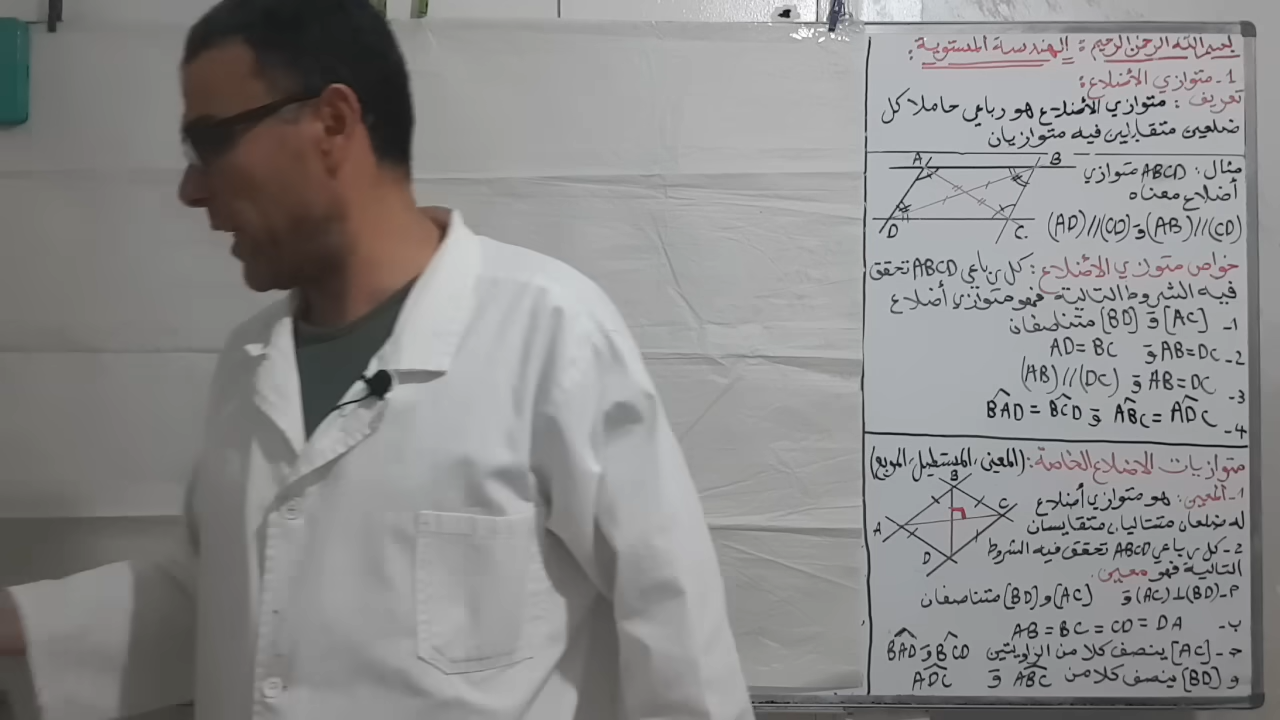 بسم الله الرحمن الرحيم: الهندسة المستوية:
1- متوازي الأضلاع:
تعريف: متوازي الأضلاع هو رباعي حاملا كل
ضلعين متقابلين فيه متوازيان
A B
D C
مثال: ABCD متوازي
أضلاع معناه
(AB)//(CD) و (AD)//(CD)
خواص متوازي الأضلاع: كل رباعي ABCD تحقق
فيه الشروط التالية فهو متوازي أضلاع
1- [AC] و [BD] متناصفان
2- AB=DC و AD=BC
3- AB=DC و (AB)//(DC)
4- ABC=ADC و BAD=BCD
متوازيات الاضلاع الخاصة: (المعين، المستطيل، المربع)
B
A C
D
1- المعين: هو متوازي أضلاع
له ضلعان متتاليان متقايسان
2- كل رباعي ABCD تحقق فيه الشروط
التالية فهو معين
م- (BD)⊥(AC) و [AC] و [BD] متناصفان
ب- AB=BC=CD=DA
ج- [AC] ينصف كلا من الزاويتين BCD و BAD
و [BD] ينصف كلا من ABC و ADC